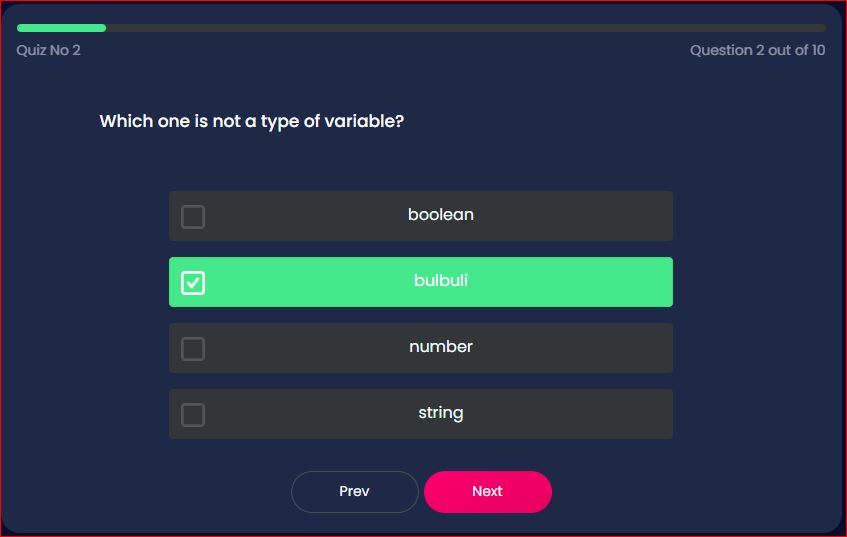 Quiz No 2
Question 2 out of 10
Which one is not a type of variable?
boolean
bulbuli
number
string
Prev
Next